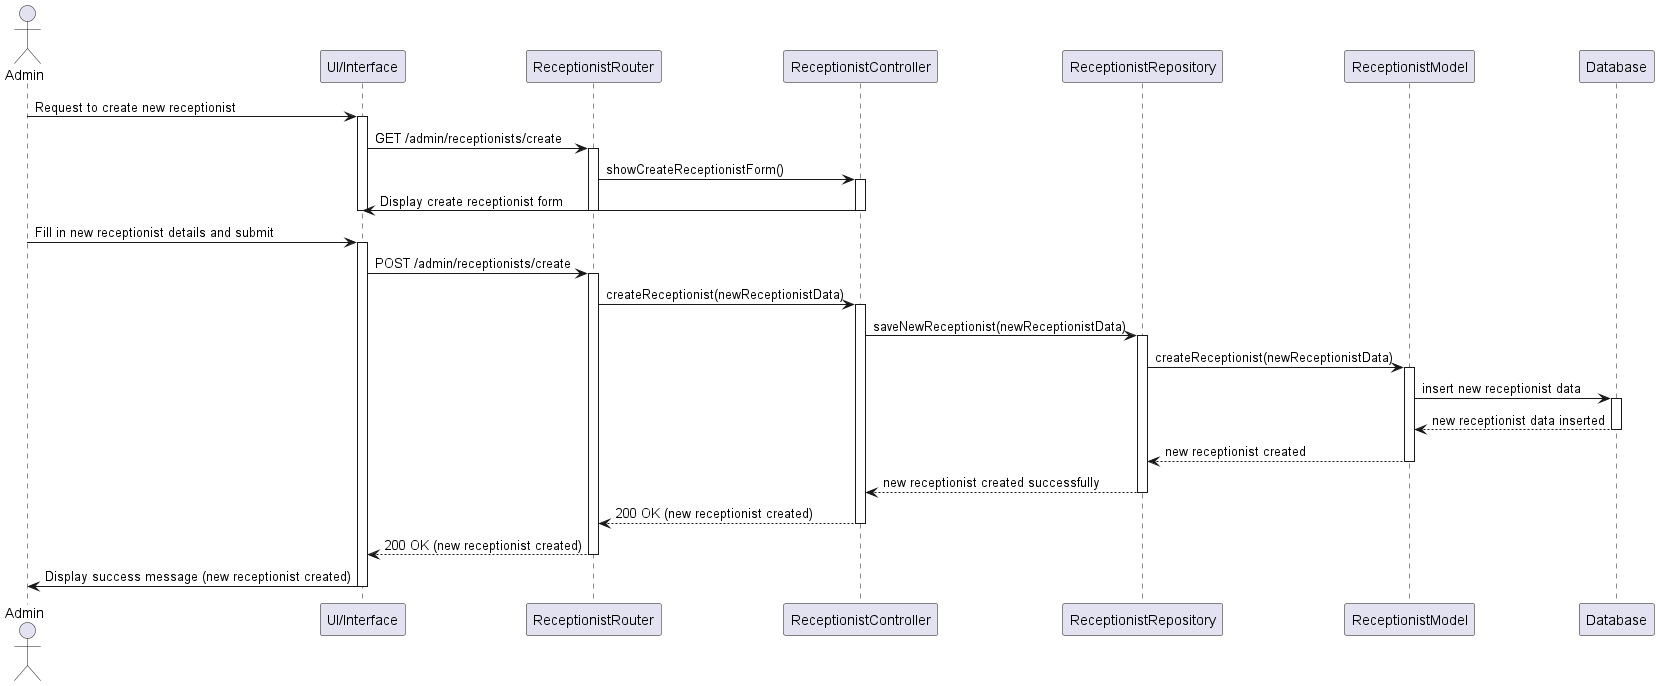 Admin
UI/Interface
ReceptionistRouter
ReceptionistController
ReceptionistRepository
ReceptionistModel
Database
Request to create new receptionist
GET /admin/receptionists/create
showCreateReceptionistForm()
Display create receptionist form
Fill in new receptionist details and submit
POST /admin/receptionists/create
createReceptionist(newReceptionistData)
saveNewReceptionist(newReceptionistData)
createReceptionist(newReceptionistData)
insert new receptionist data
new receptionist data inserted
new receptionist created
new receptionist created successfully
200 OK (new receptionist created)
200 OK (new receptionist created)
Display success message (new receptionist created)
Admin
UI/Interface
ReceptionistRouter
ReceptionistController
ReceptionistRepository
ReceptionistModel
Database